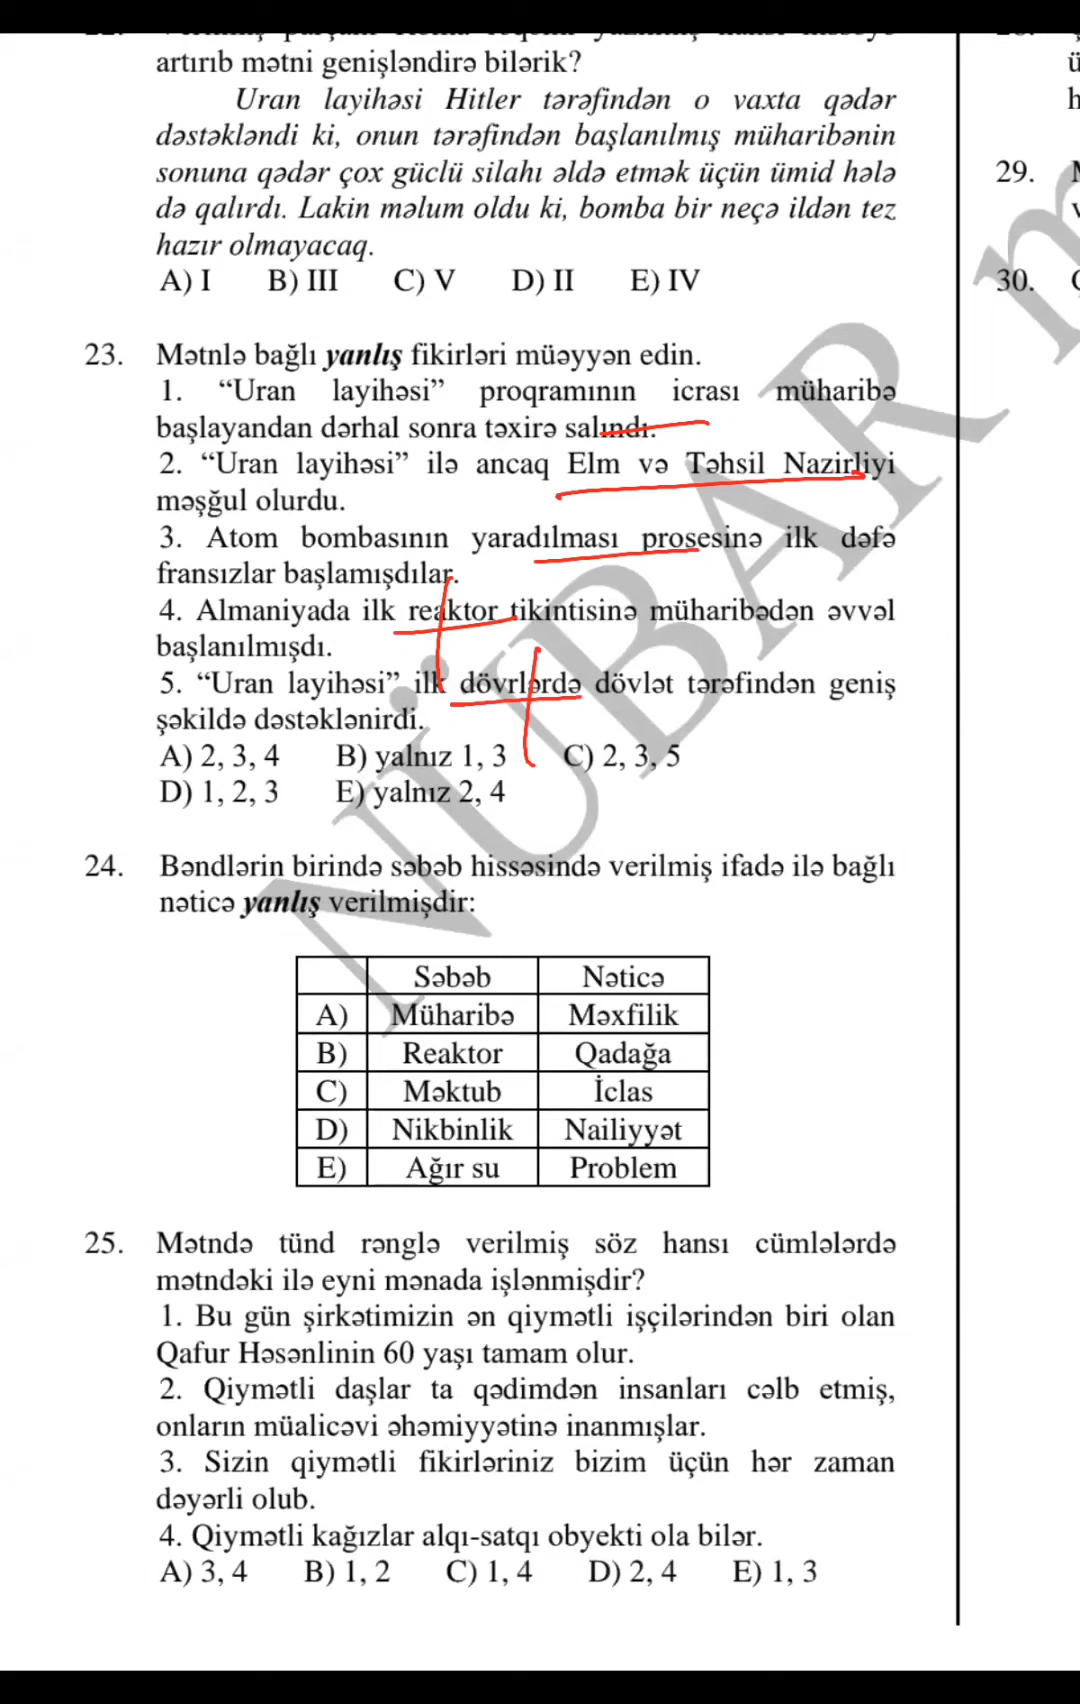 artırıb mətni genişləndirə bilərik?
Uran layihəsi Hitler tərəfindən o vaxta qədər
dəstəkləndi ki, onun tərəfindən başlanılmış müharibənin
sonuna qədər çox güclü silahı əldə etmək üçün ümid hələ
də qalırdı. Lakin məlum oldu ki, bomba bir neçə ildən tez
hazır olmayacaq.
A) I B) III C) V D) II E) IV
23. Mətnlə bağlı yanlış fikirləri müəyyən edin.
1. “Uran layihəsi” proqramının icrası müharibə
başlayandan dərhal sonra təxirə salındı.
2. “Uran layihəsi” ilə ancaq Elm və Təhsil Nazirliyi
məşğul olurdu.
3. Atom bombasının yaradılması prosesinə ilk dəfə
fransızlar başlamışdılar.
4. Almaniyada ilk reaktor tikintisinə müharibədən əvvəl
başlanılmışdı.
5. “Uran layihəsi” ilk dövrlərdə dövlət tərəfindən geniş
şəkildə dəstəklənirdi.
A) 2, 3, 4 B) yalnız 1, 3 C) 2, 3, 5
D) 1, 2, 3 E) yalnız 2, 4
24. Bəndlərin birində səbəb hissəsində verilmiş ifadə ilə bağlı
nəticə yanlış verilmişdir:
Səbəb Nəticə
A) Müharibə Məxfilik
B) Reaktor Qadağa
C) Məktub İclas
D) Nikbinlik Nailiyyət
E) Ağır su Problem
25. Mətndə tünd rənglə verilmiş söz hansı cümlələrdə
mətndəki ilə eyni mənada işlənmişdir?
1. Bu gün şirkətimizin ən qiymətli işçilərindən biri olan
Qafur Həsənlinin 60 yaşı tamam olur.
2. Qiymətli daşlar ta qədimdən insanları cəlb etmiş,
onların müalicəvi əhəmiyyətinə inanmışlar.
3. Sizin qiymətli fikirləriniz bizim üçün hər zaman
dəyərli olub.
4. Qiymətli kağızlar alqı-satqı obyekti ola bilər.
A) 3, 4 B) 1, 2 C) 1, 4 D) 2, 4 E) 1, 3
29.
30.
NÜBAR m